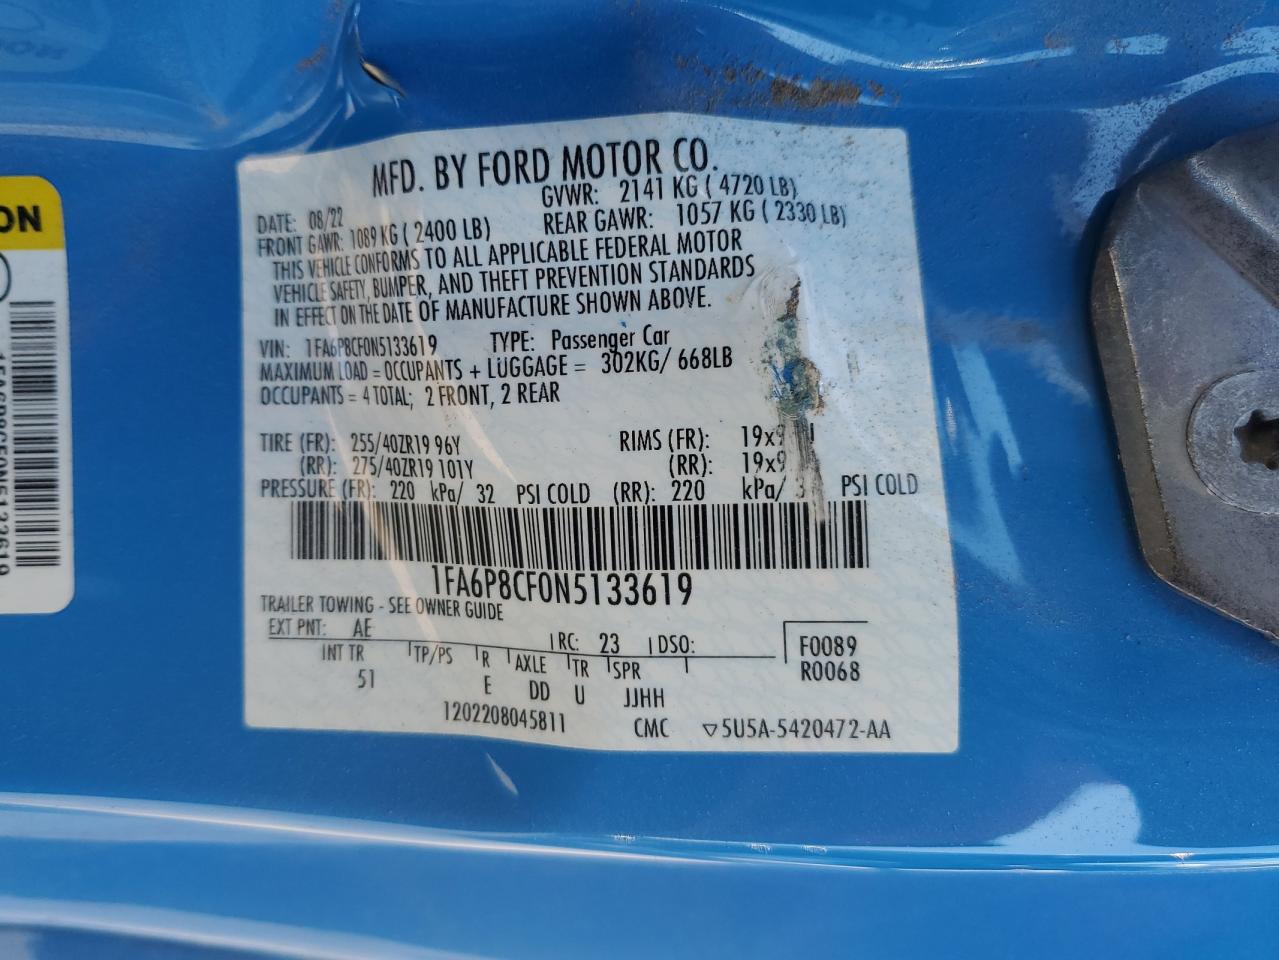 MFD. BY FORD MOTOR CO.
DATE: 08/22 GVWR: 2141 KG ( 4720 LB)
FRONT GAWR: 1089 KG ( 2400 LB) REAR GAWR: 1057 KG ( 2330 LB)
THIS VEHICLE CONFORMS TO ALL APPLICABLE FEDERAL MOTOR
VEHICLE SAFETY, BUMPER, AND THEFT PREVENTION STANDARDS
IN EFFECT ON THE DATE OF MANUFACTURE SHOWN ABOVE.
VIN: 1FA6P8CF0N5133619 TYPE: Passenger Car
MAXIMUM LOAD = OCCUPANTS + LUGGAGE = 302KG/ 668LB
OCCUPANTS = 4 TOTAL; 2 FRONT, 2 REAR
TIRE (FR): 255/40ZR19 96Y RIMS (FR):
(RR): 275/40ZR19 101Y (RR):
PRESSURE (FR): 220 kPa/ 32 PSI COLD (RR): 220 kPa/ PSI COLD
1FA6P8CF0N5133619
TRAILER TOWING - SEE OWNER GUIDE
EXT PNT: AE RC: 23 DSO: F0089
INT TR TP/PS R AXLE TR SPR R0068
51 E DD U JJHH
1202208045811 CMC ▽5U5A-5420472-AA
ON
1FA6P8CF0N5133619